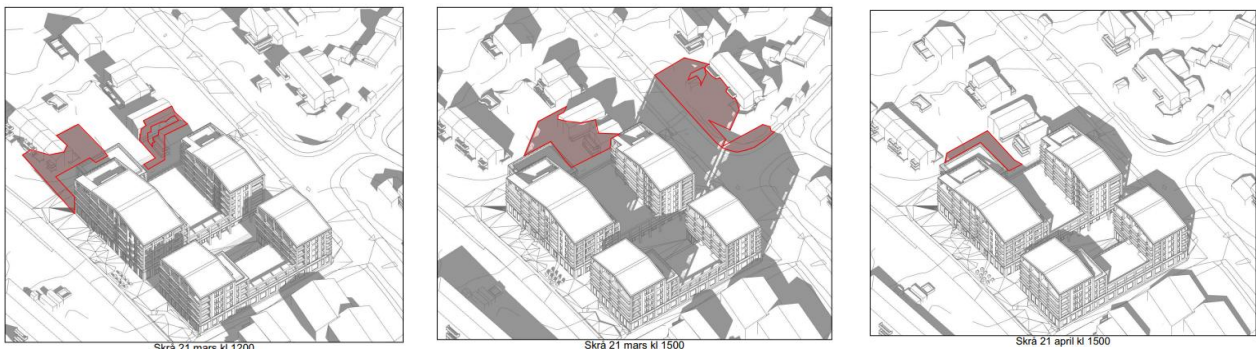 Skrå 21 mars kl 1200
Skrå 21 mars kl 1500
Skrå 21 april kl 1500